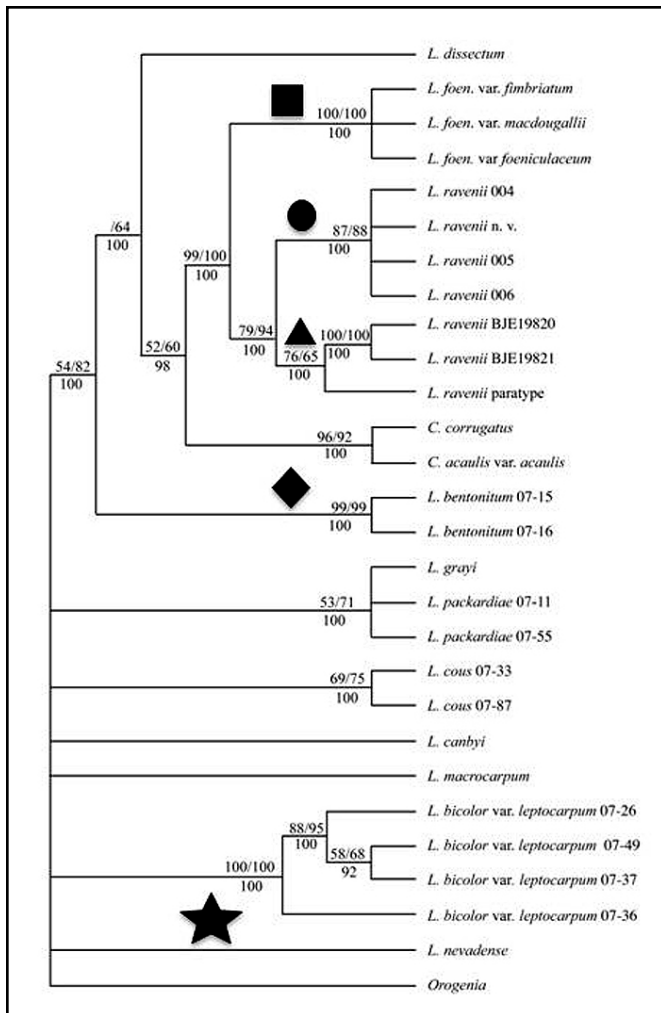 L. dissectum
L. foen. var. fimbriatum
100/100
100
L. foen. var. macdougallii
L. foen. var foeniculaceum
L. ravenii 004
87/88
100
L. ravenii n. v.
/64
100
99/100
100
L. ravenii 005
L. ravenii 006
79/94
100
L. ravenii BJE19820
100/100
100
52/60
98
76/65
100
L. ravenii BJE19821
54/82
100
L. ravenii paratype
C. corrugatus
96/92
100
C. acaulis var. acaulis
L. bentonitum 07-15
99/99
100
L. bentonitum 07-16
L. grayi
53/71
100
L. packardiae 07-11
L. packardiae 07-55
L. cous 07-33
69/75
100
L. cous 07-87
L. canbyi
L. macrocarpum
L. bicolor var. leptocarpum 07-26
88/95
100
L. bicolor var. leptocarpum 07-49
58/68
92
100/100
100
L. bicolor var. leptocarpum 07-37
L. bicolor var. leptocarpum 07-36
L. nevadense
Orogenia